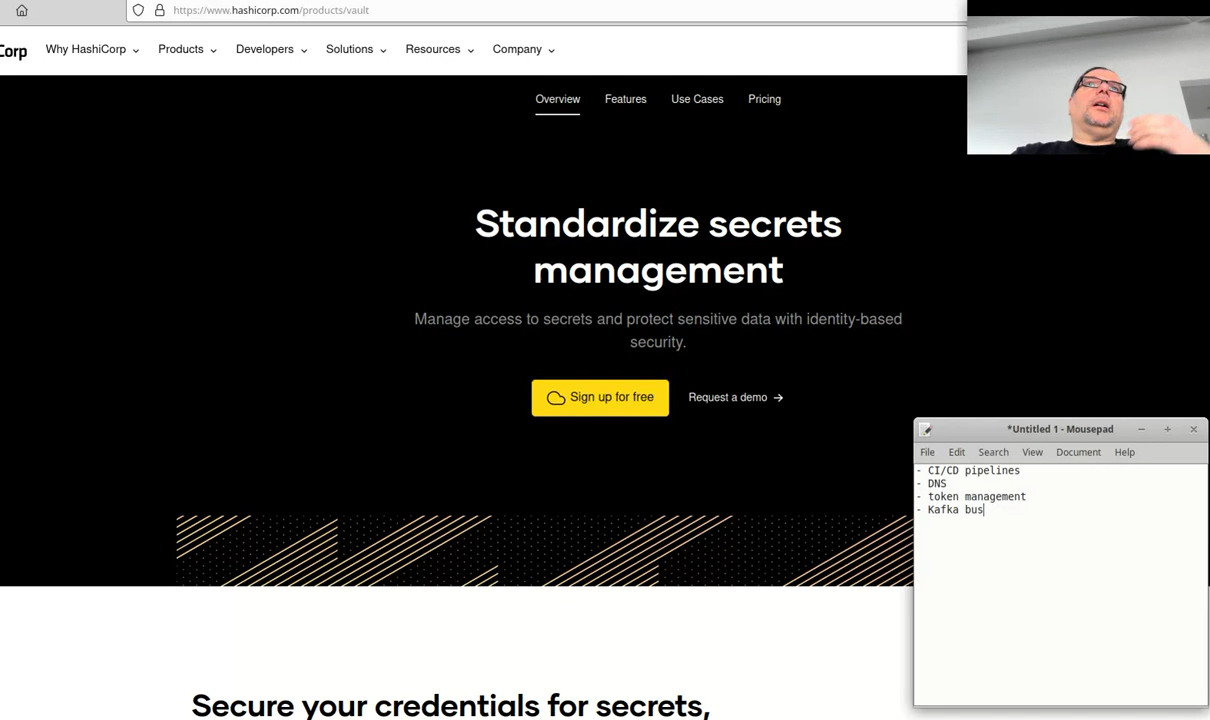 https://www.hashicorp.com/products/vault
Corp Why HashiCorp Products Developers Solutions Resources Company
Overview Features Use Cases Pricing
Standardize secrets
management
Manage access to secrets and protect sensitive data with identity-based
security.
Sign up for free Request a demo →
*Untitled 1 - Mousepad
File Edit Search View Document Help
- CI/CD pipelines
- DNS
- token management
- Kafka bus
Secure your credentials for secrets,